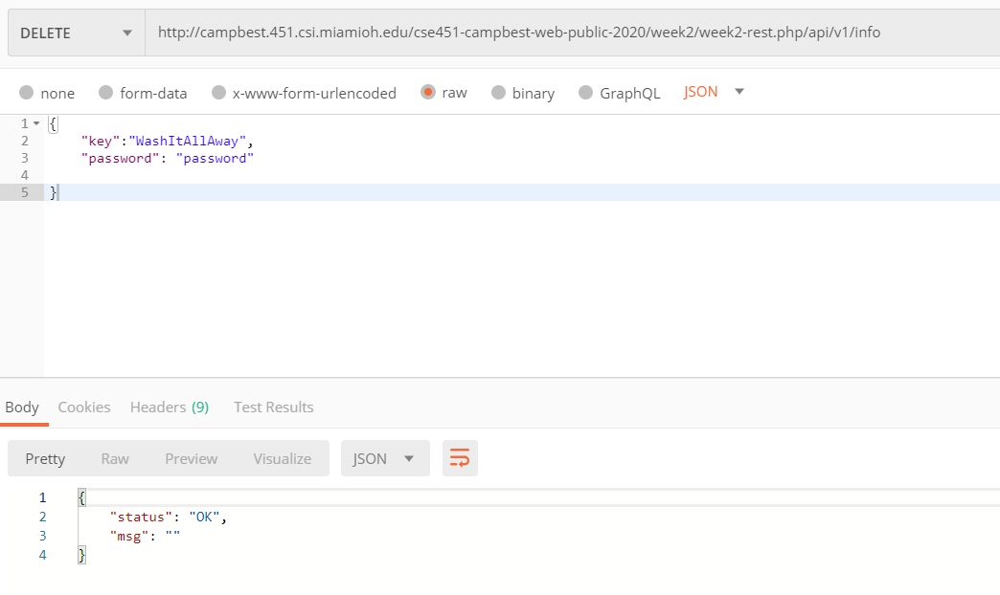 DELETE http://campbest.451.csi.miamioh.edu/cse451-campbest-web-public-2020/week2/week2-rest.php/api/v1/info
none form-data x-www-form-urlencoded raw binary GraphQL JSON
1 {
2 "key":"WashItAllAway",
3 "password": "password"
4
5 }
Body Cookies Headers (9) Test Results
Pretty Raw Preview Visualize JSON
1 {
2 "status": "OK",
3 "msg": ""
4 }